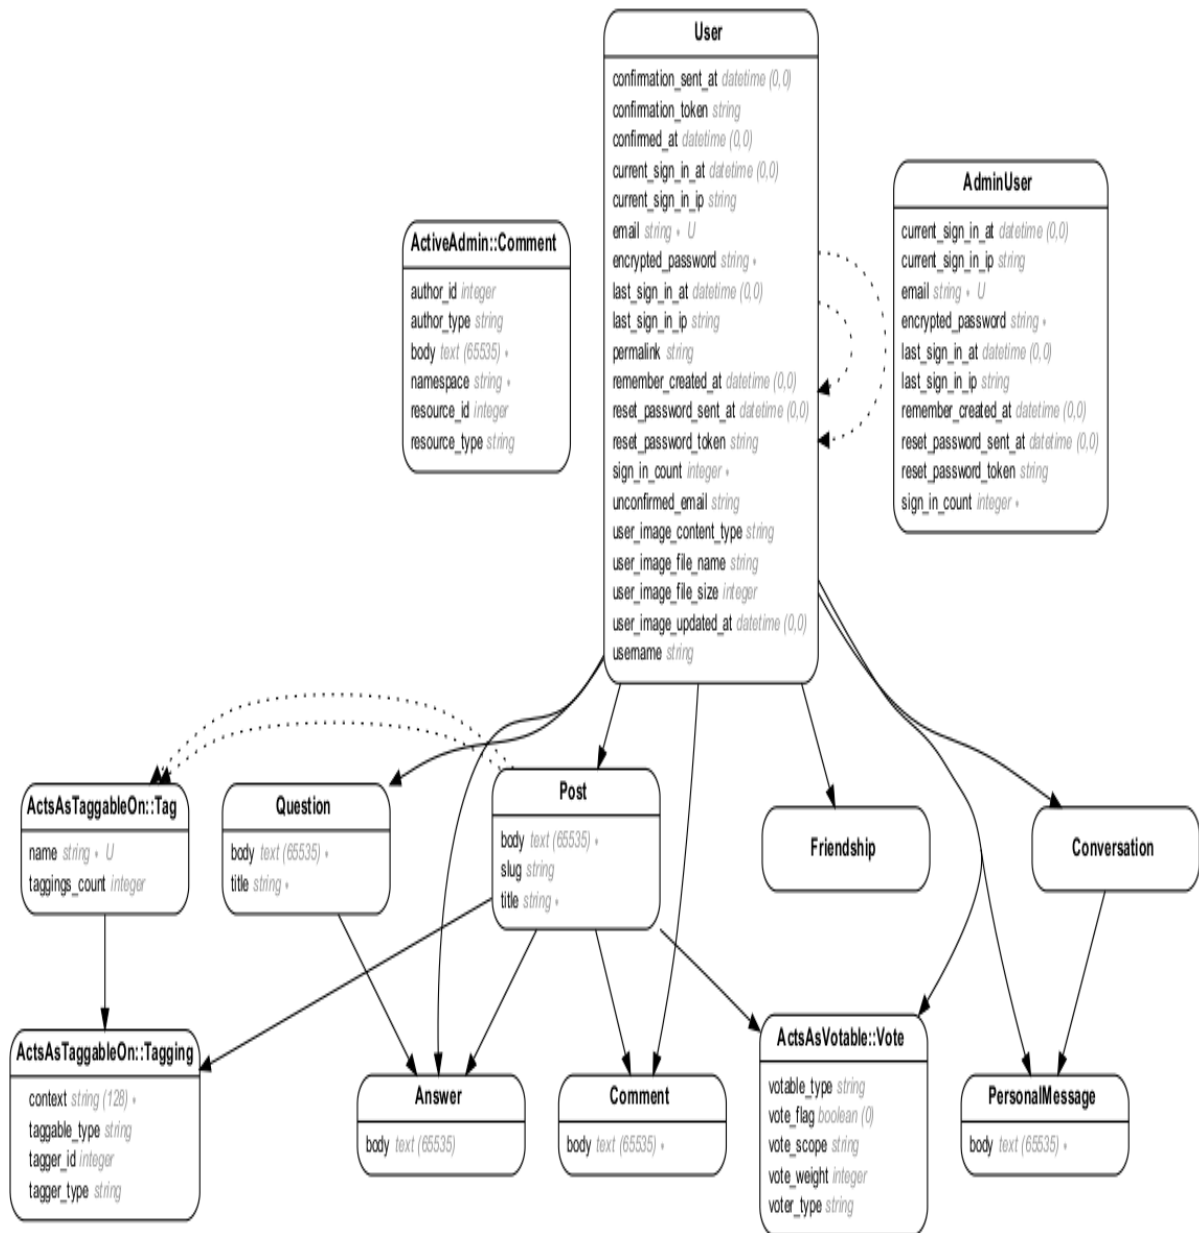 User
confirmation_sent_at datetime (0,0)
confirmation_token string
confirmed_at datetime (0,0)
current_sign_in_at datetime (0,0)
current_sign_in_ip string
email string * U
encrypted_password string *
last_sign_in_at datetime (0,0)
last_sign_in_ip string
permalink string
remember_created_at datetime (0,0)
reset_password_sent_at datetime (0,0)
reset_password_token string
sign_in_count integer *
unconfirmed_email string
user_image_content_type string
user_image_file_name string
user_image_file_size integer
user_image_updated_at datetime (0,0)
username string
AdminUser
current_sign_in_at datetime (0,0)
current_sign_in_ip string
email string * U
encrypted_password string *
last_sign_in_at datetime (0,0)
last_sign_in_ip string
remember_created_at datetime (0,0)
reset_password_sent_at datetime (0,0)
reset_password_token string
sign_in_count integer *
ActiveAdmin::Comment
author_id integer
author_type string
body text (65535) *
namespace string *
resource_id integer
resource_type string
ActsAsTaggableOn::Tag
name string * U
taggings_count integer
Question
body text (65535) *
title string *
Post
body text (65535) *
slug string
title string *
Friendship
Conversation
ActsAsTaggableOn::Tagging
context string (128) *
taggable_type string
tagger_id integer
tagger_type string
Answer
body text (65535)
Comment
body text (65535) *
ActsAsVotable::Vote
votable_type string
vote_flag boolean (0)
vote_scope string
vote_weight integer
voter_type string
PersonalMessage
body text (65535) *